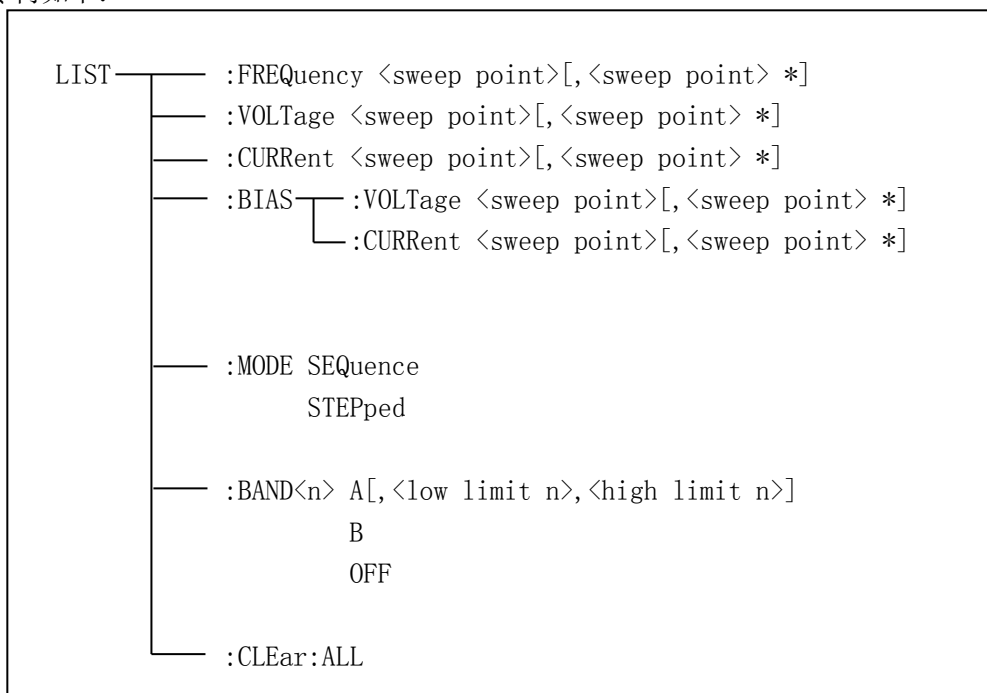 LIST :FREQuency <sweep point>[,<sweep point> *]
:VOLTage <sweep point>[,<sweep point> *]
:CURRent <sweep point>[,<sweep point> *]
:BIAS :VOLTage <sweep point>[,<sweep point> *]
:CURRent <sweep point>[,<sweep point> *]
:MODE SEQuence
STEPped
:BAND<n> A[,<low limit n>,<high limit n>]
B
OFF
:CLEar:ALL